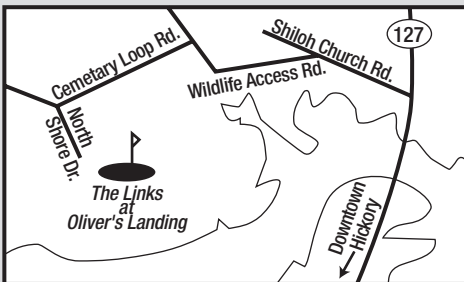 Shiloh Church Rd.
127
Cemetary Loop Rd.
Wildlife Access Rd.
North
Shore Dr.
The Links
at
Oliver's Landing
Downtown
Hickory